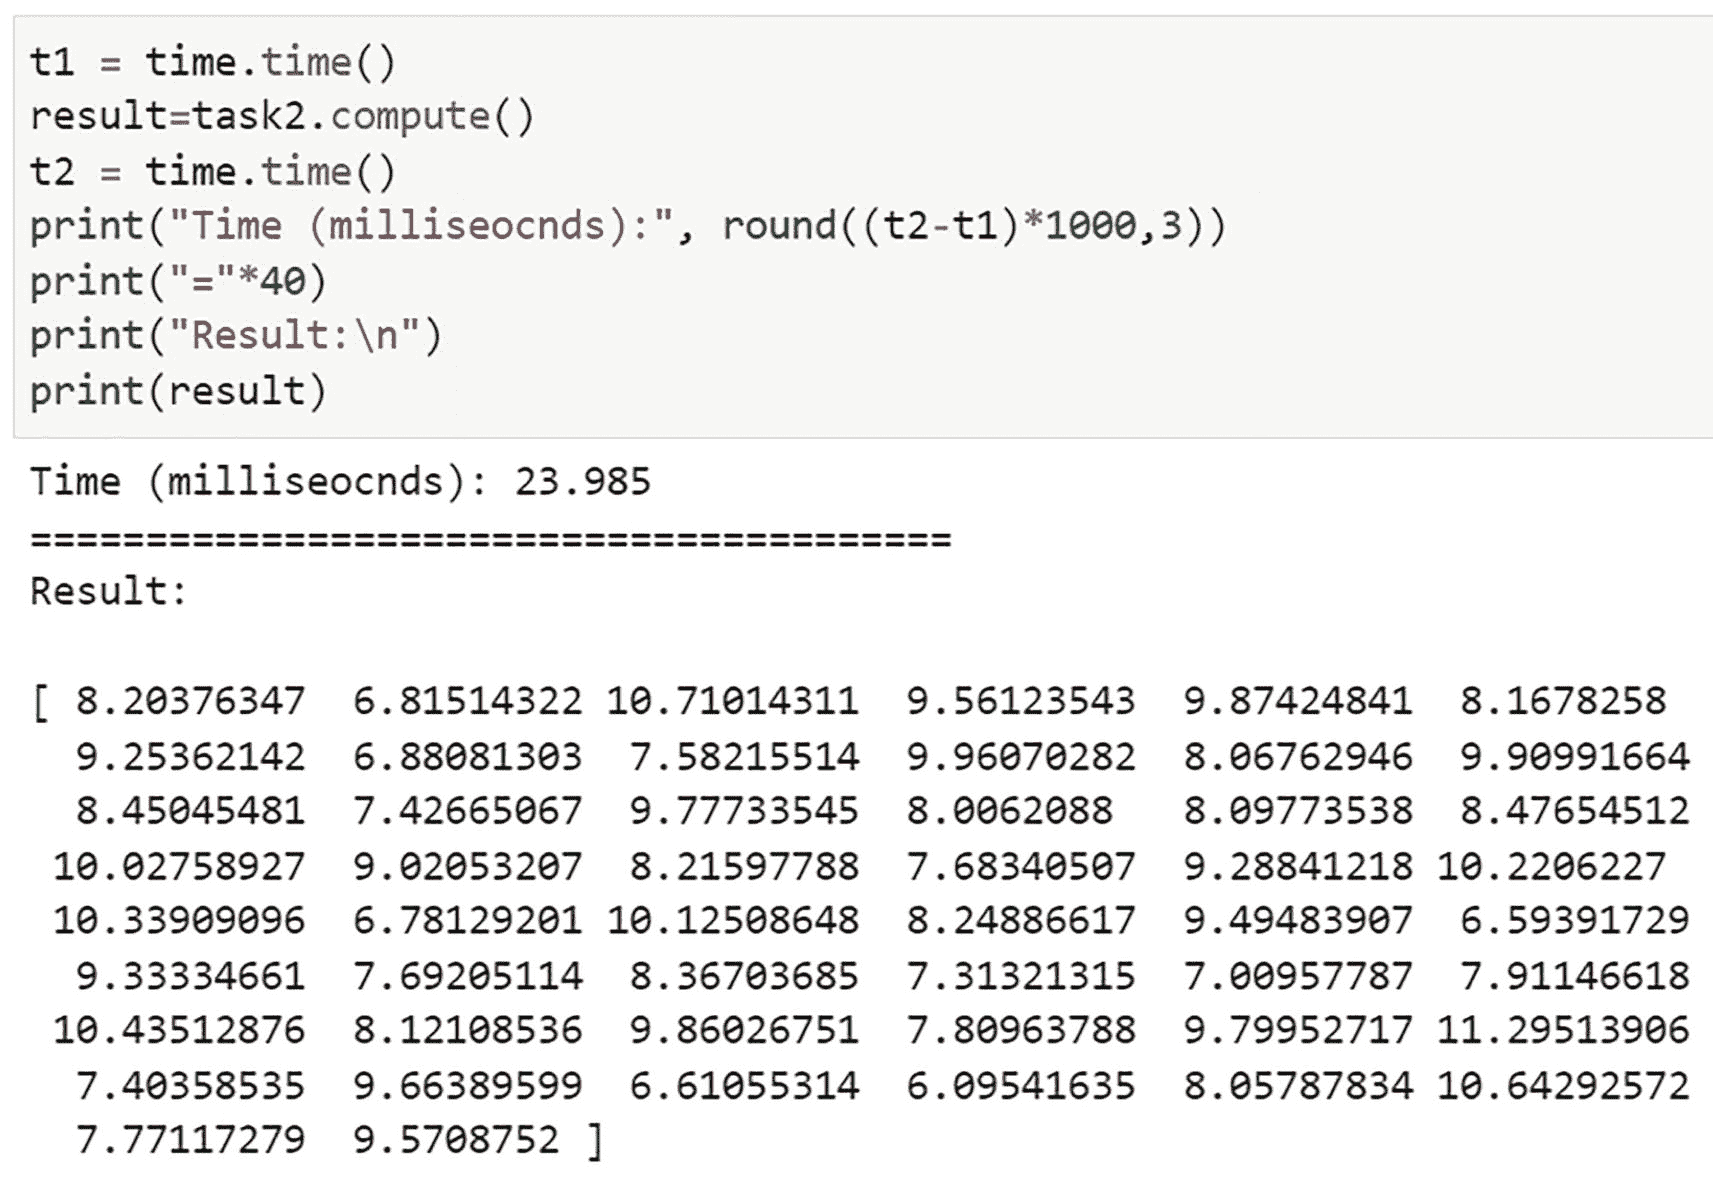 t1 = time.time()
result=task2.compute()
t2 = time.time()
print("Time (milliseocnds):", round((t2-t1)*1000,3))
print("="*40)
print("Result:\n")
print(result)
Time (milliseocnds): 23.985
========================================
Result:
[ 8.20376347  6.81514322 10.71014311  9.56123543  9.87424841  8.1678258
  9.25362142  6.88081303  7.58215514  9.96070282  8.06762946  9.90991664
  8.45045481  7.42665067  9.77733545  8.0062088   8.09773538  8.47654512
 10.02758927  9.02053207  8.21597788  7.68340507  9.28841218 10.2206227
 10.33909096  6.78129201 10.12508648  8.24886617  9.49483907  6.59391729
  9.33334661  7.69205114  8.36703685  7.31321315  7.00957787  7.91146618
 10.43512876  8.12108536  9.86026751  7.80963788  9.79952717 11.29513906
  7.40358535  9.66389599  6.61055314  6.09541635  8.05787834 10.64292572
  7.77117279  9.5708752 ]